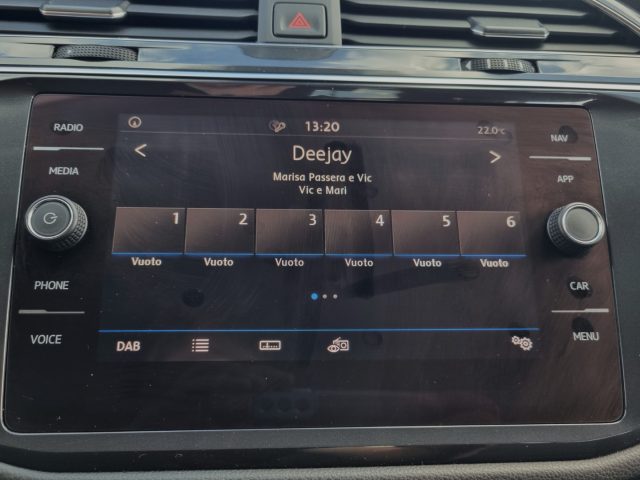 RADIO
MEDIA
PHONE
VOICE
13:20
22.0°C
< Deejay >
Marisa Passera e Vic
Vic e Mari
1 2 3 4 5 6
Vuoto Vuoto Vuoto Vuoto Vuoto Vuoto
DAB
NAV
APP
CAR
MENU